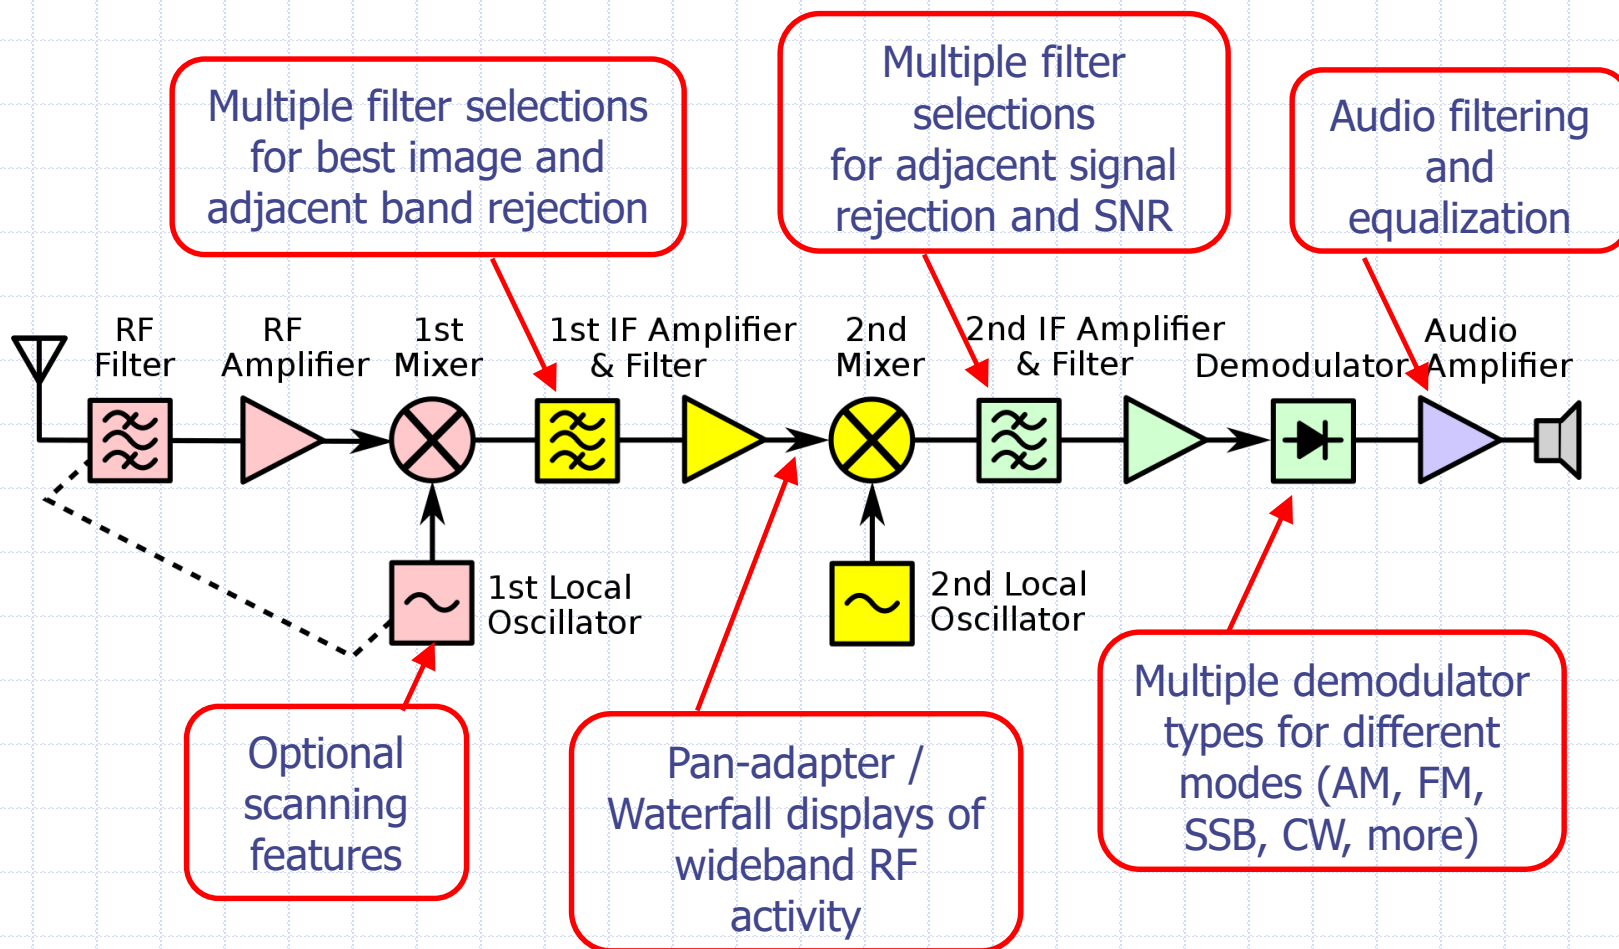 Multiple filter selections
for best image and
adjacent band rejection
Multiple filter
selections
for adjacent signal
rejection and SNR
Audio filtering
and
equalization
RF
Filter
RF
Amplifier
1st
Mixer
1st IF Amplifier
& Filter
2nd
Mixer
2nd IF Amplifier
& Filter
Demodulator
Audio
Amplifier
1st Local
Oscillator
2nd Local
Oscillator
Optional
scanning
features
Pan-adapter /
Waterfall displays of
wideband RF
activity
Multiple demodulator
types for different
modes (AM, FM,
SSB, CW, more)